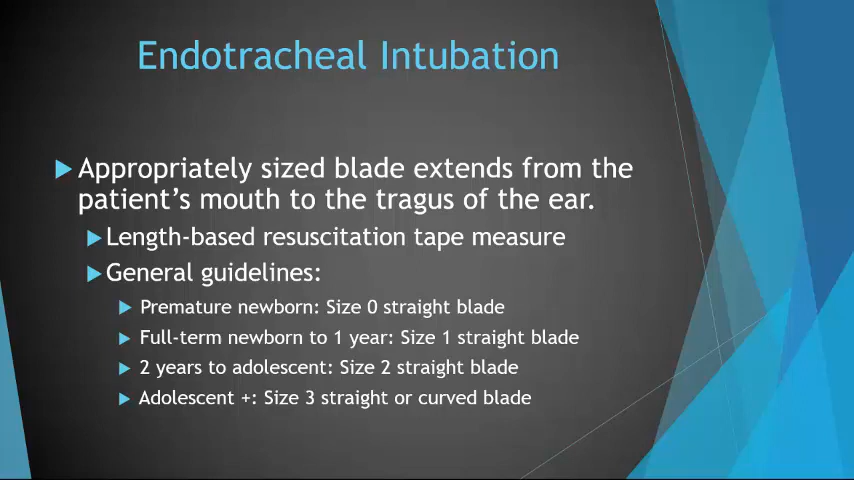 Endotracheal Intubation
Appropriately sized blade extends from the
patient’s mouth to the tragus of the ear.
Length-based resuscitation tape measure
General guidelines:
Premature newborn: Size 0 straight blade
Full-term newborn to 1 year: Size 1 straight blade
2 years to adolescent: Size 2 straight blade
Adolescent +: Size 3 straight or curved blade